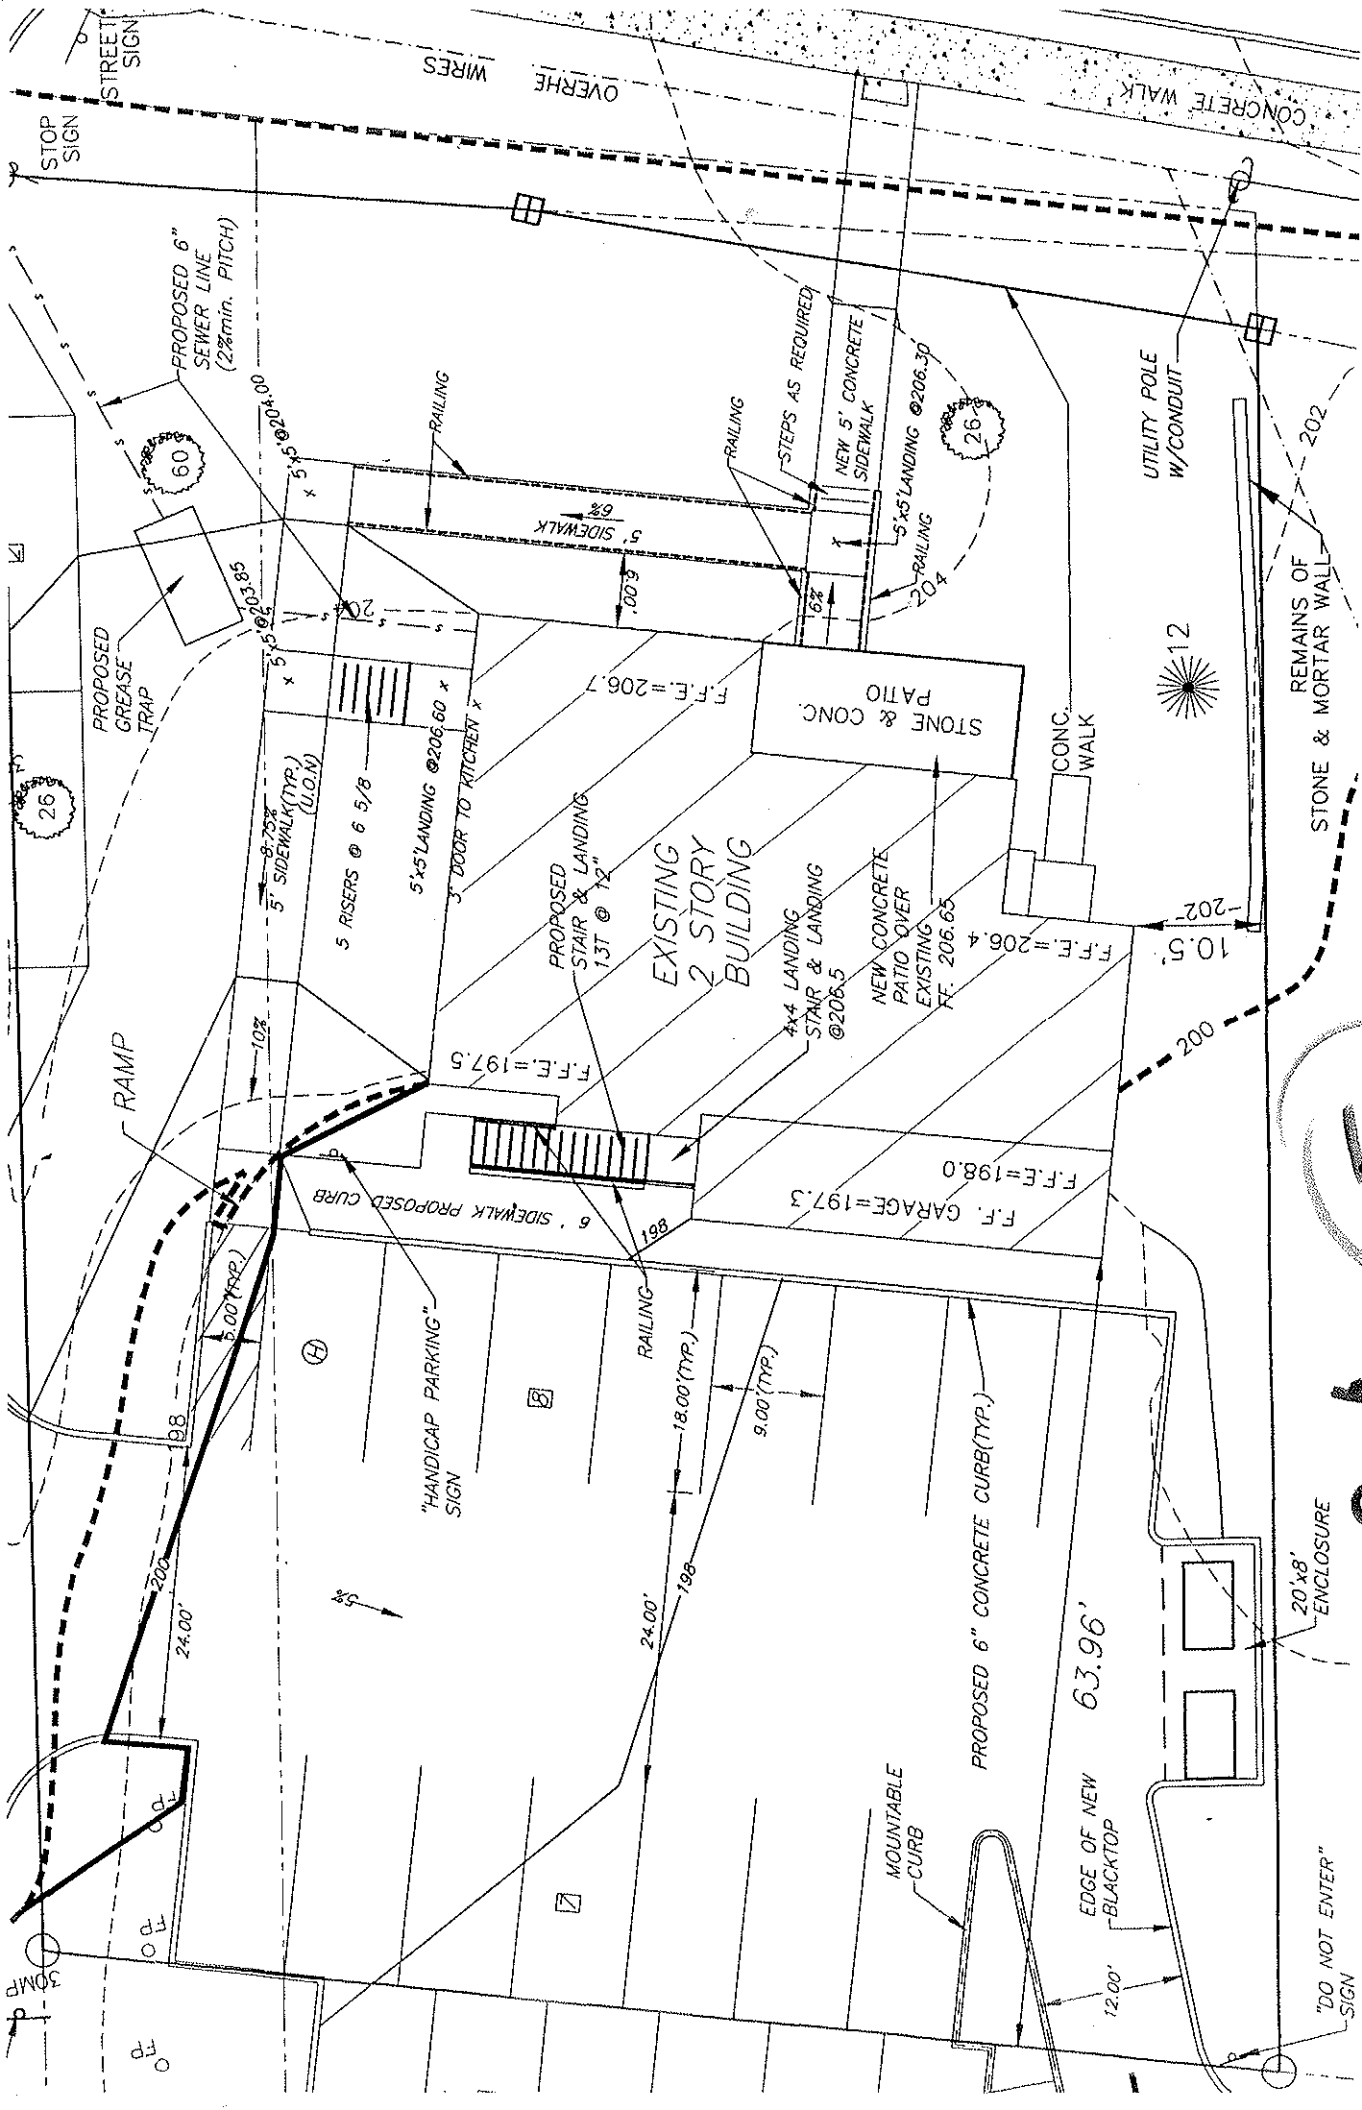 STREET
SIGN
STOP
SIGN
OVERHE WIRES
CONCRETE WALK
PROPOSED 6"
SEWER LINE
(2%min. PITCH)
60
5'x5'@204.00
x
RAILING
RAILING
STEPS AS REQUIRED
NEW 5' CONCRETE
SIDEWALK
5'x5'LANDING @206.30
RAILING
26
204
202
UTILITY POLE
W/CONDUIT
REMAINS OF
STONE & MORTAR WALL
5' SIDEWALK
6%
6.00'
6%
x
PROPOSED
GREASE
TRAP
5'x5'@203.85
x
204
S
26
8.75%
5' SIDEWALK(TYP.)
(U.O.N)
5 RISERS @ 6 5/8
5'x5'LANDING @206.60 x
3' DOOR TO KITCHEN x
F.F.E.=206.7
STONE & CONC.
PATIO
CONC.
WALK
12
PROPOSED
STAIR & LANDING
13T @ 12"
EXISTING
2 STORY
BUILDING
4x4 LANDING
STAIR & LANDING
@206.5
NEW CONCRETE
PATIO OVER
EXISTING
FF. 206.65
F.F.E.=206.4
202
10.5'
200
RAMP
10%
F.F.E.=197.5
F.F.E=198.0
F.F. GARAGE=197.3
6' SIDEWALK PROPOSED CURB
198
5.00'(TYP.)
H
"HANDICAP PARKING"
SIGN
RAILING
8
18.00'(TYP.)
9.00'(TYP.)
198
200
24.00'
5%
24.00'
198
PROPOSED 6" CONCRETE CURB(TYP.)
63.96'
20'x8'
ENCLOSURE
MOUNTABLE
CURB
EDGE OF NEW
BLACKTOP
12.00'
"DO NOT ENTER"
SIGN
7
FP
FP
FP
30MP